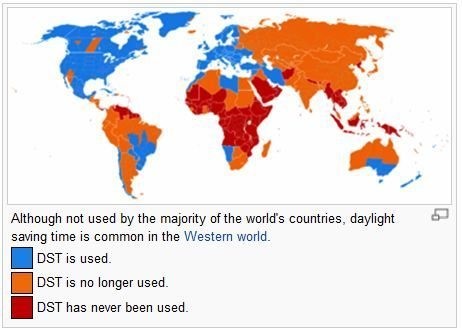 Although not used by the majority of the world's countries, daylight
saving time is common in the Western world.
DST is used.
DST is no longer used.
DST has never been used.